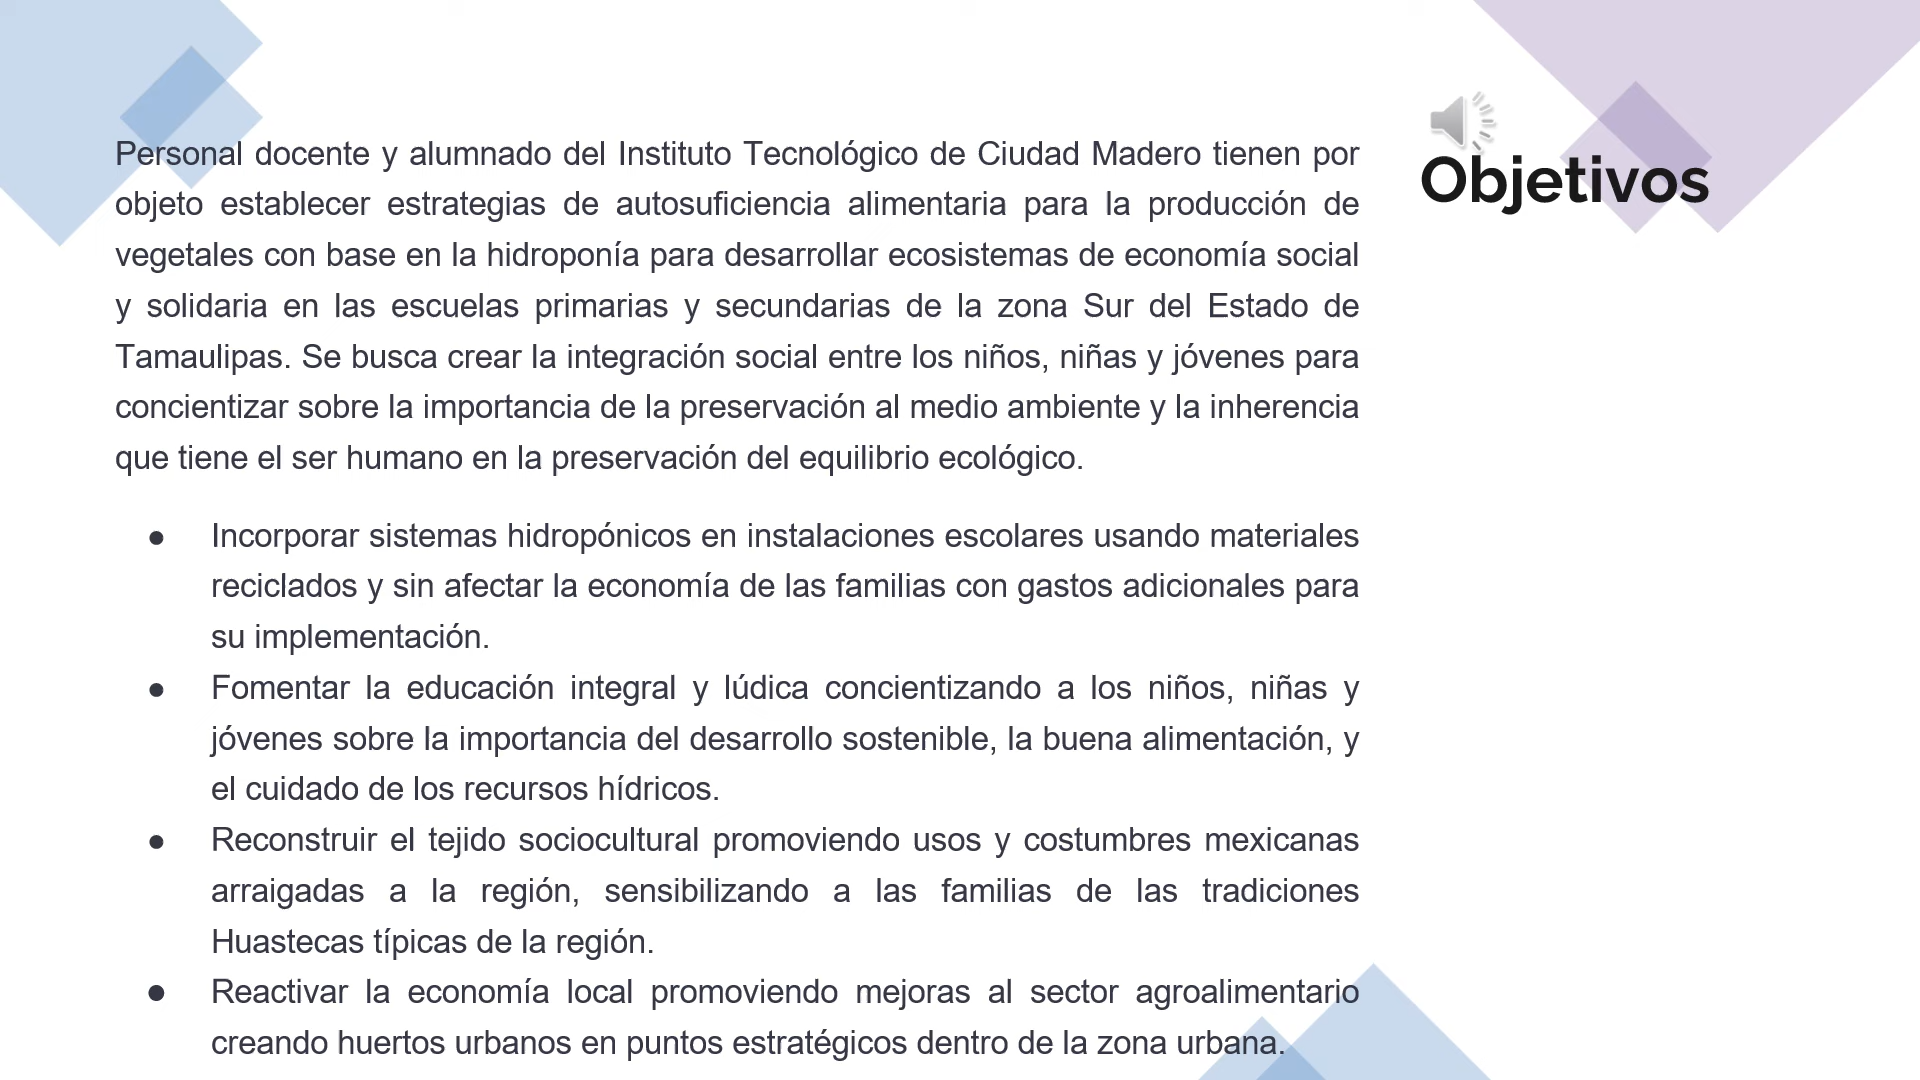 Objetivos
Personal docente y alumnado del Instituto Tecnológico de Ciudad Madero tienen por
objeto establecer estrategias de autosuficiencia alimentaria para la producción de
vegetales con base en la hidroponía para desarrollar ecosistemas de economía social
y solidaria en las escuelas primarias y secundarias de la zona Sur del Estado de
Tamaulipas. Se busca crear la integración social entre los niños, niñas y jóvenes para
concientizar sobre la importancia de la preservación al medio ambiente y la inherencia
que tiene el ser humano en la preservación del equilibrio ecológico.
● Incorporar sistemas hidropónicos en instalaciones escolares usando materiales
reciclados y sin afectar la economía de las familias con gastos adicionales para
su implementación.
● Fomentar la educación integral y lúdica concientizando a los niños, niñas y
jóvenes sobre la importancia del desarrollo sostenible, la buena alimentación, y
el cuidado de los recursos hídricos.
● Reconstruir el tejido sociocultural promoviendo usos y costumbres mexicanas
arraigadas a la región, sensibilizando a las familias de las tradiciones
Huastecas típicas de la región.
● Reactivar la economía local promoviendo mejoras al sector agroalimentario
creando huertos urbanos en puntos estratégicos dentro de la zona urbana.